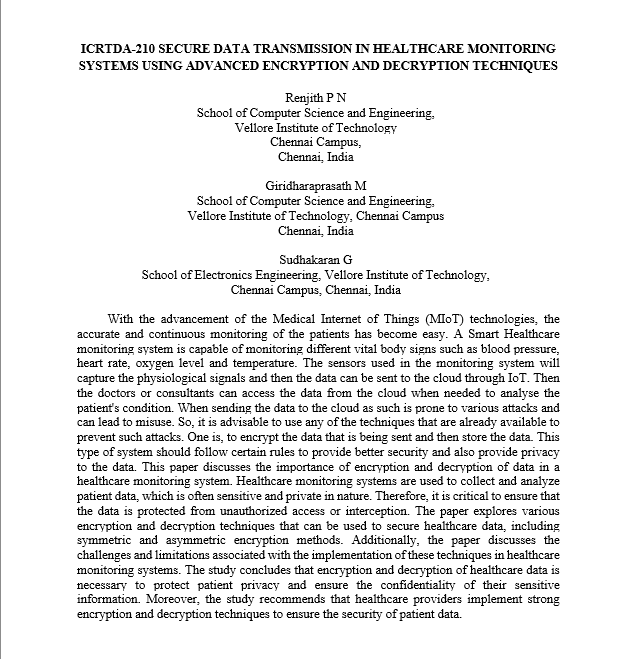 ICRTDA-210 SECURE DATA TRANSMISSION IN HEALTHCARE MONITORING
SYSTEMS USING ADVANCED ENCRYPTION AND DECRYPTION TECHNIQUES
Renjith P N
School of Computer Science and Engineering,
Vellore Institute of Technology
Chennai Campus,
Chennai, India
Giridharaprasath M
School of Computer Science and Engineering,
Vellore Institute of Technology, Chennai Campus
Chennai, India
Sudhakaran G
School of Electronics Engineering, Vellore Institute of Technology,
Chennai Campus, Chennai, India
With the advancement of the Medical Internet of Things (MIoT) technologies, the
accurate and continuous monitoring of the patients has become easy. A Smart Healthcare
monitoring system is capable of monitoring different vital body signs such as blood pressure,
heart rate, oxygen level and temperature. The sensors used in the monitoring system will
capture the physiological signals and then the data can be sent to the cloud through IoT. Then
the doctors or consultants can access the data from the cloud when needed to analyse the
patient's condition. When sending the data to the cloud as such is prone to various attacks and
can lead to misuse. So, it is advisable to use any of the techniques that are already available to
prevent such attacks. One is, to encrypt the data that is being sent and then store the data. This
type of system should follow certain rules to provide better security and also provide privacy
to the data. This paper discusses the importance of encryption and decryption of data in a
healthcare monitoring system. Healthcare monitoring systems are used to collect and analyze
patient data, which is often sensitive and private in nature. Therefore, it is critical to ensure that
the data is protected from unauthorized access or interception. The paper explores various
encryption and decryption techniques that can be used to secure healthcare data, including
symmetric and asymmetric encryption methods. Additionally, the paper discusses the
challenges and limitations associated with the implementation of these techniques in healthcare
monitoring systems. The study concludes that encryption and decryption of healthcare data is
necessary to protect patient privacy and ensure the confidentiality of their sensitive
information. Moreover, the study recommends that healthcare providers implement strong
encryption and decryption techniques to ensure the security of patient data.